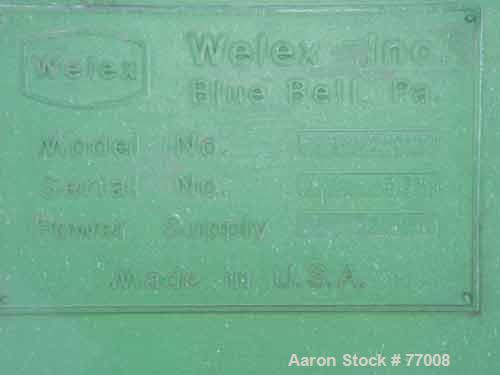 Welex
Welex Inc.
Blue Bell, Pa.
Model No.
Serial No.
Power Supply
Made in U.S.A.
Aaron Stock # 77008